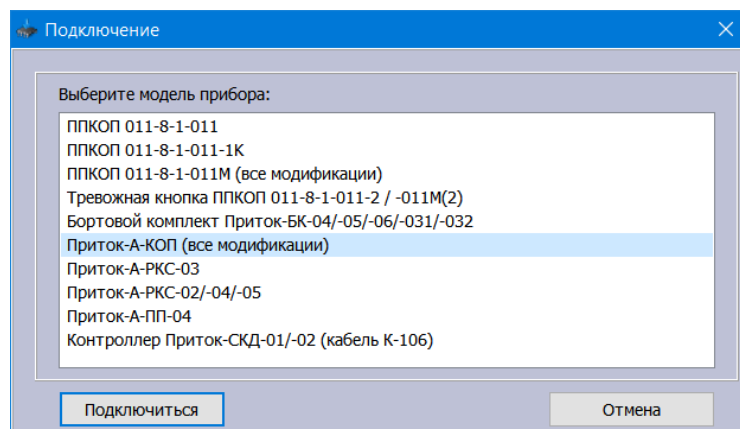 Подключение
Выберите модель прибора:
ППКОП 011-8-1-011
ППКОП 011-8-1-011-1К
ППКОП 011-8-1-011М (все модификации)
Тревожная кнопка ППКОП 011-8-1-011-2 / -011М(2)
Бортовой комплект Приток-БК-04/-05/-06/-031/-032
Приток-А-КОП (все модификации)
Приток-А-РКС-03
Приток-А-РКС-02/-04/-05
Приток-А-ПП-04
Контроллер Приток-СКД-01/-02 (кабель К-106)
Подключиться
Отмена